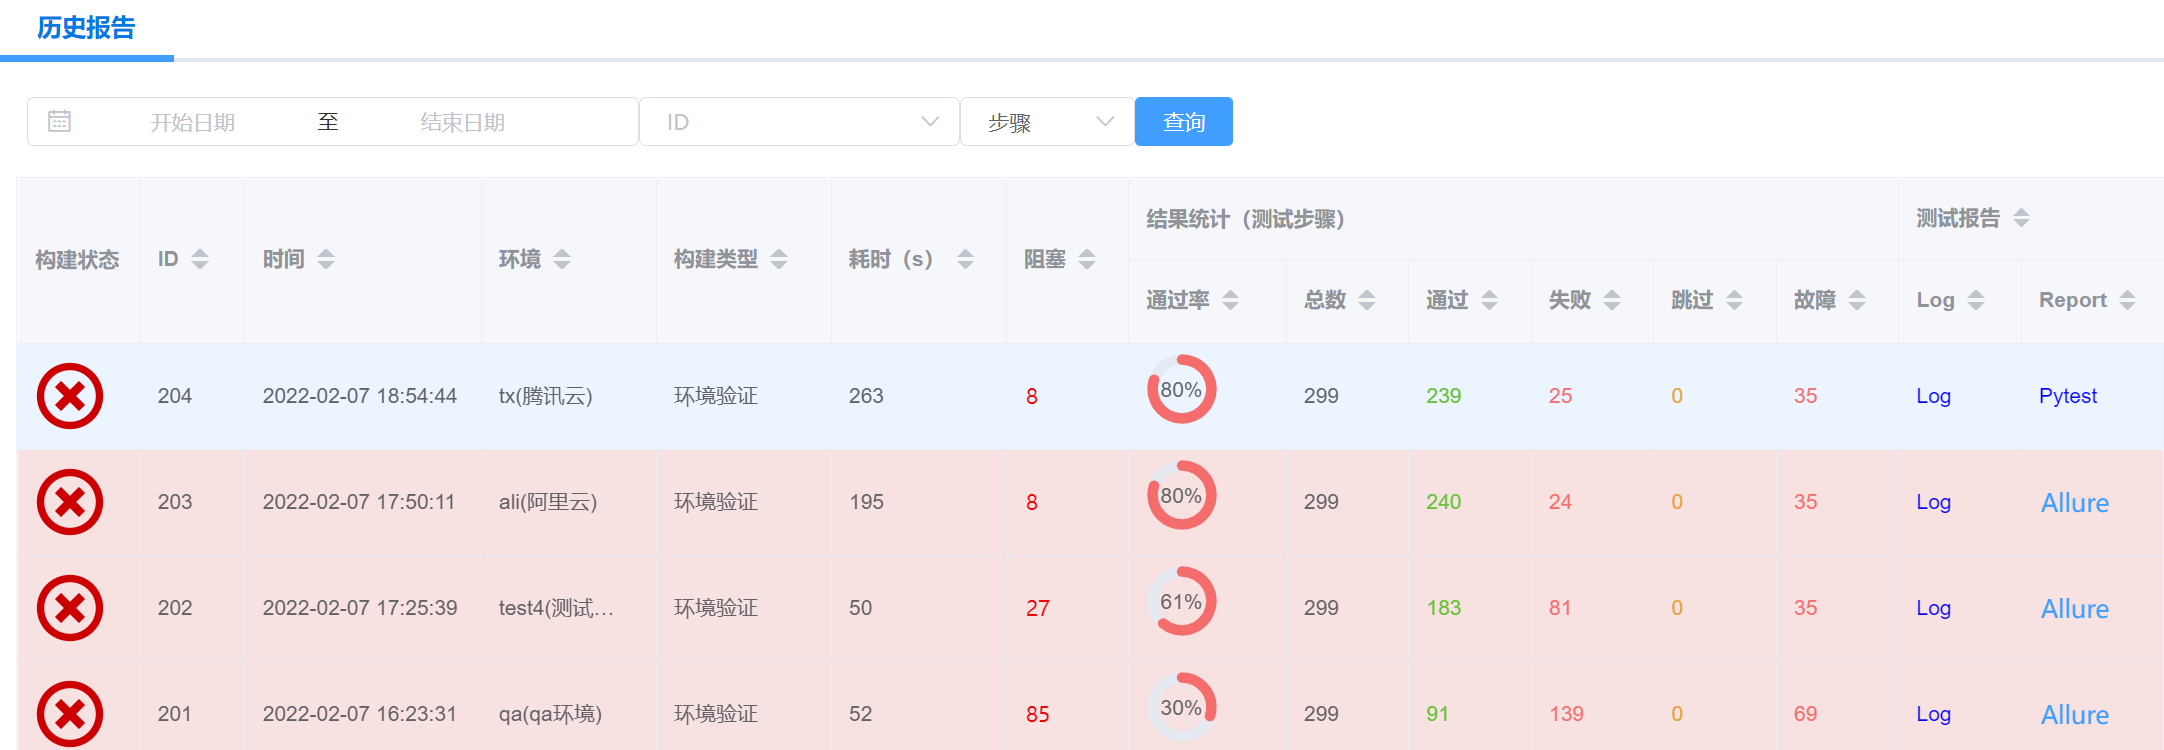 历史报告
开始日期 至 结束日期 ID 步骤 查询
结果统计（测试步骤） 测试报告
构建状态 ID 时间 环境 构建类型 耗时（s） 阻塞
通过率 总数 通过 失败 跳过 故障 Log Report
204 2022-02-07 18:54:44 tx(腾讯云) 环境验证 263 8 80% 299 239 25 0 35 Log Pytest
203 2022-02-07 17:50:11 ali(阿里云) 环境验证 195 8 80% 299 240 24 0 35 Log Allure
202 2022-02-07 17:25:39 test4(测试... 环境验证 50 27 61% 299 183 81 0 35 Log Allure
201 2022-02-07 16:23:31 qa(qa环境) 环境验证 52 85 30% 299 91 139 0 69 Log Allure